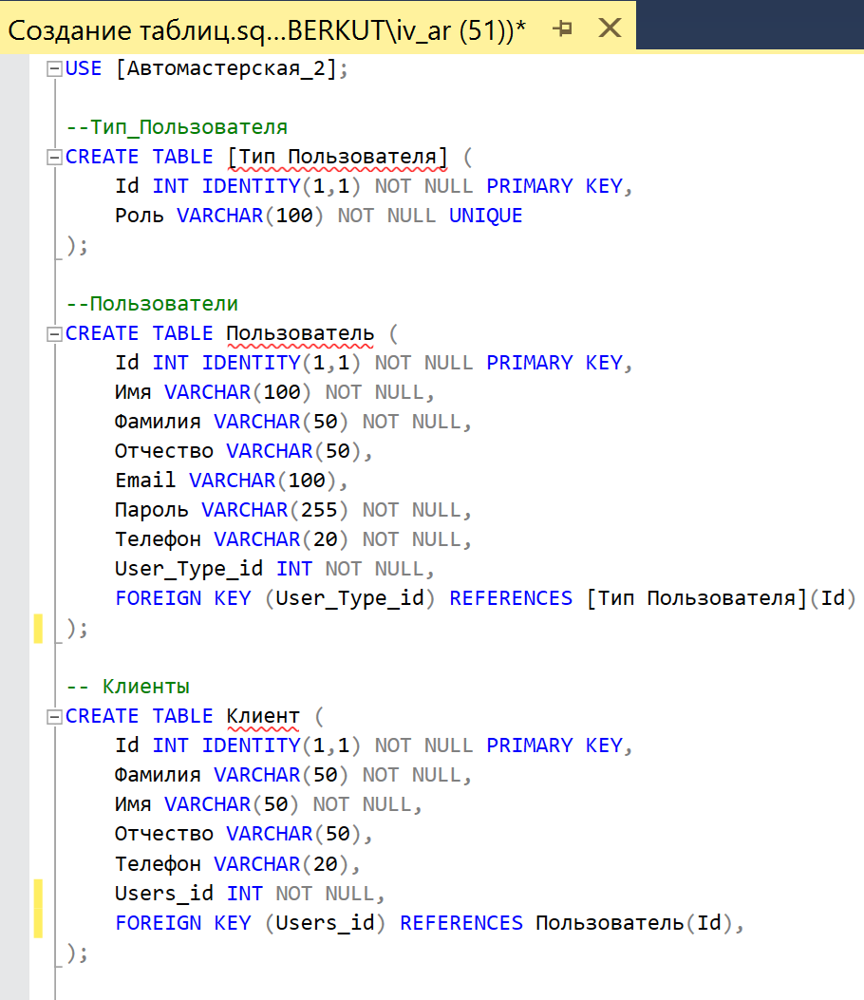 Создание таблиц.sq...BERKUT\iv_ar (51))*
USE [Автомастерская_2];
--Тип_Пользователя
CREATE TABLE [Тип Пользователя] (
Id INT IDENTITY(1,1) NOT NULL PRIMARY KEY,
Роль VARCHAR(100) NOT NULL UNIQUE
);
--Пользователи
CREATE TABLE Пользователь (
Id INT IDENTITY(1,1) NOT NULL PRIMARY KEY,
Имя VARCHAR(100) NOT NULL,
Фамилия VARCHAR(50) NOT NULL,
Отчество VARCHAR(50),
Email VARCHAR(100),
Пароль VARCHAR(255) NOT NULL,
Телефон VARCHAR(20) NOT NULL,
User_Type_id INT NOT NULL,
FOREIGN KEY (User_Type_id) REFERENCES [Тип Пользователя](Id)
);
-- Клиенты
CREATE TABLE Клиент (
Id INT IDENTITY(1,1) NOT NULL PRIMARY KEY,
Фамилия VARCHAR(50) NOT NULL,
Имя VARCHAR(50) NOT NULL,
Отчество VARCHAR(50),
Телефон VARCHAR(20),
Users_id INT NOT NULL,
FOREIGN KEY (Users_id) REFERENCES Пользователь(Id),
);